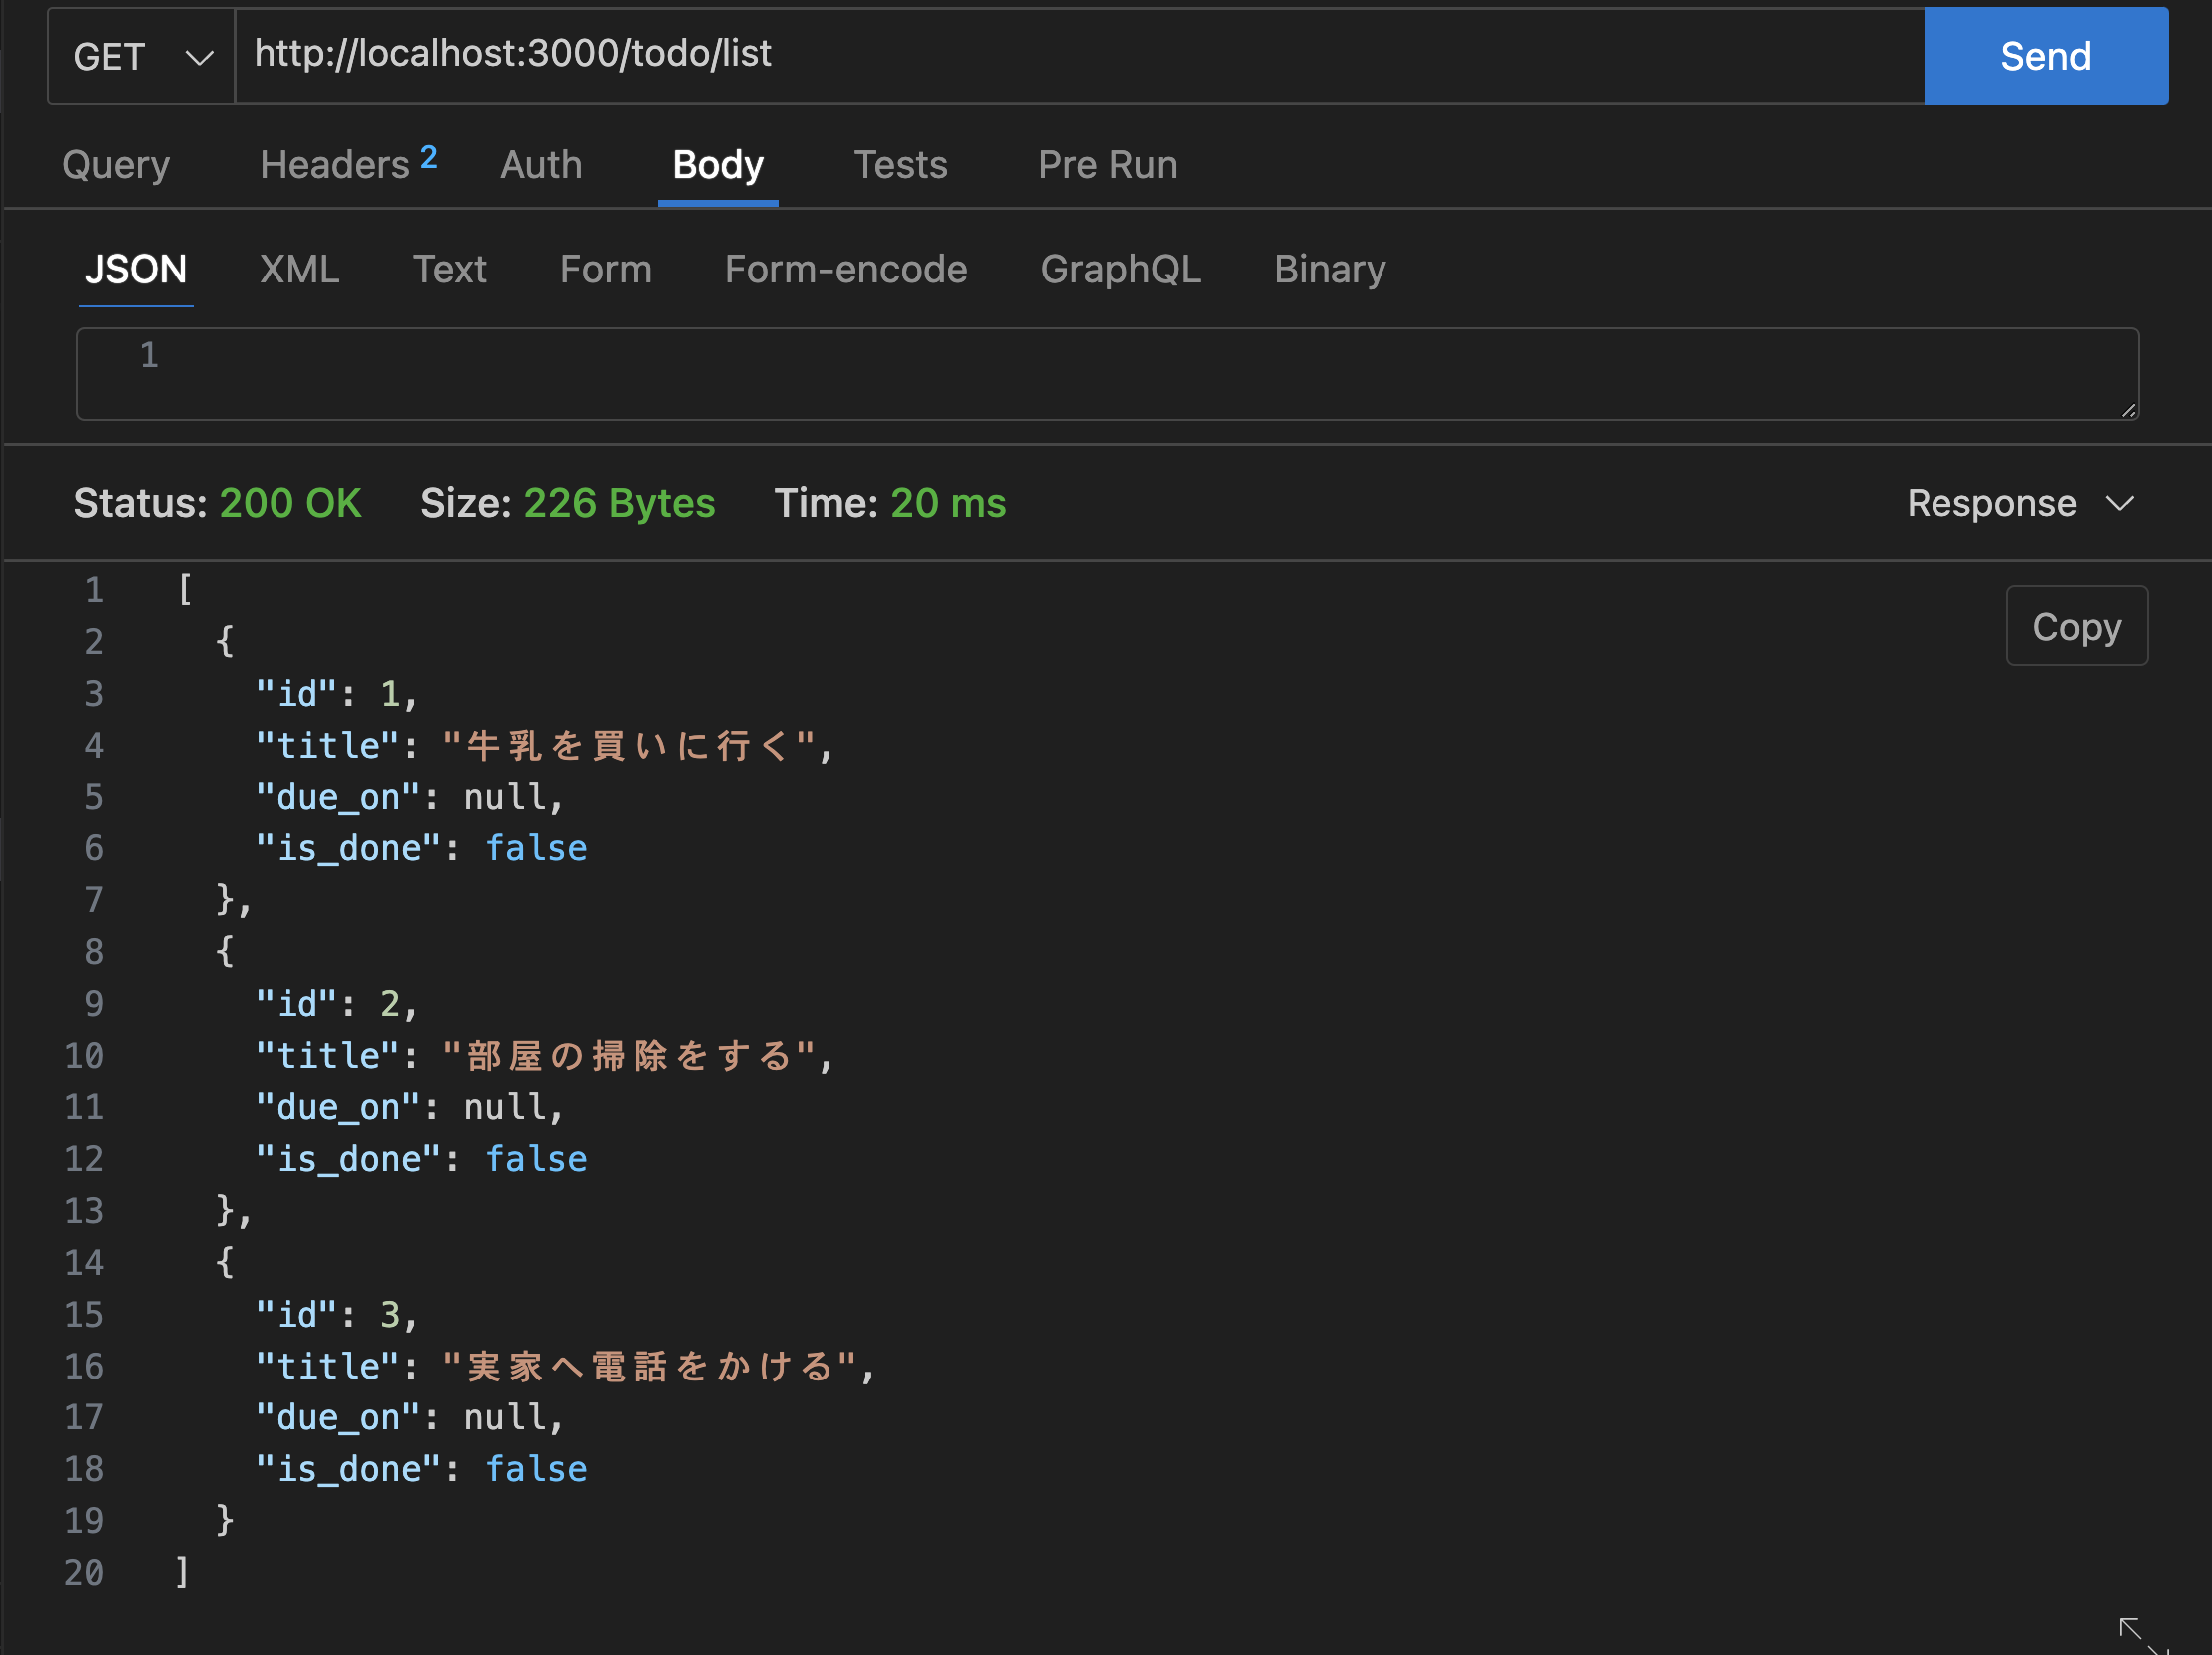 GET http://localhost:3000/todo/list Send
Query Headers 2 Auth Body Tests Pre Run
JSON XML Text Form Form-encode GraphQL Binary
1
Status: 200 OK Size: 226 Bytes Time: 20 ms Response
Copy
1 [
2 {
3 "id": 1,
4 "title": "牛乳を買いに行く",
5 "due_on": null,
6 "is_done": false
7 },
8 {
9 "id": 2,
10 "title": "部屋の掃除をする",
11 "due_on": null,
12 "is_done": false
13 },
14 {
15 "id": 3,
16 "title": "実家へ電話をかける",
17 "due_on": null,
18 "is_done": false
19 }
20 ]